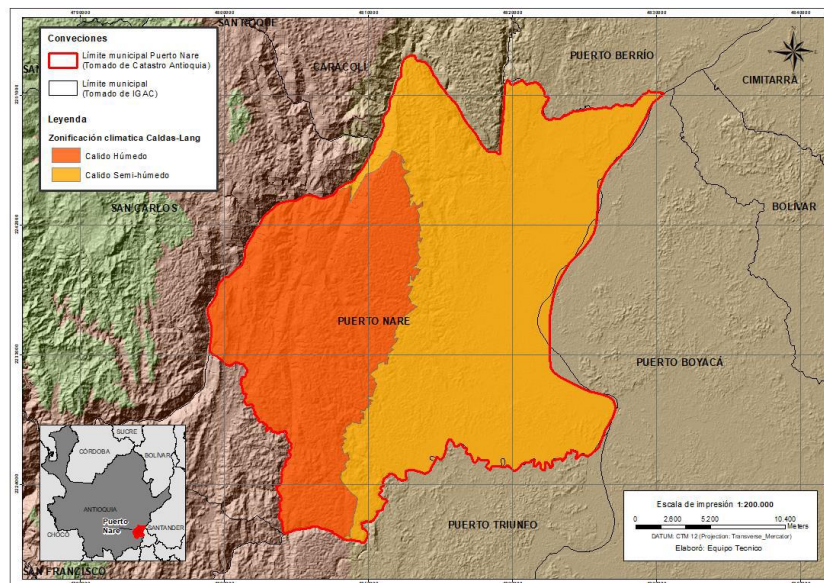 Conveciones
Límite municipal Puerto Nare
(Tomado de Catastro Antioquia)
Límite municipal
(Tomado de IGAC)
Leyenda
Zonificación climatica Caldas-Lang
Calido Húmedo
Calido Semi-húmedo
SAN ROQUE
CARACOLÍ
PUERTO BERRÍO
CIMITARRA
SAN CARLOS
BOLÍVAR
PUERTO NARE
PUERTO BOYACÁ
PUERTO TRIUNFO
SAN FRANCISCO
SUCRE
CÓRDOBA
BOLÍVAR
ANTIOQUIA
Puerto
Nare
SANTANDER
CHOCÓ
Escala de impresión 1:200.000
0 2.600 5.200 10.400
Meters
DATUM: CTM 12 (Projection: Transverse_Mercator)
Elaboró: Equipo Tecnico